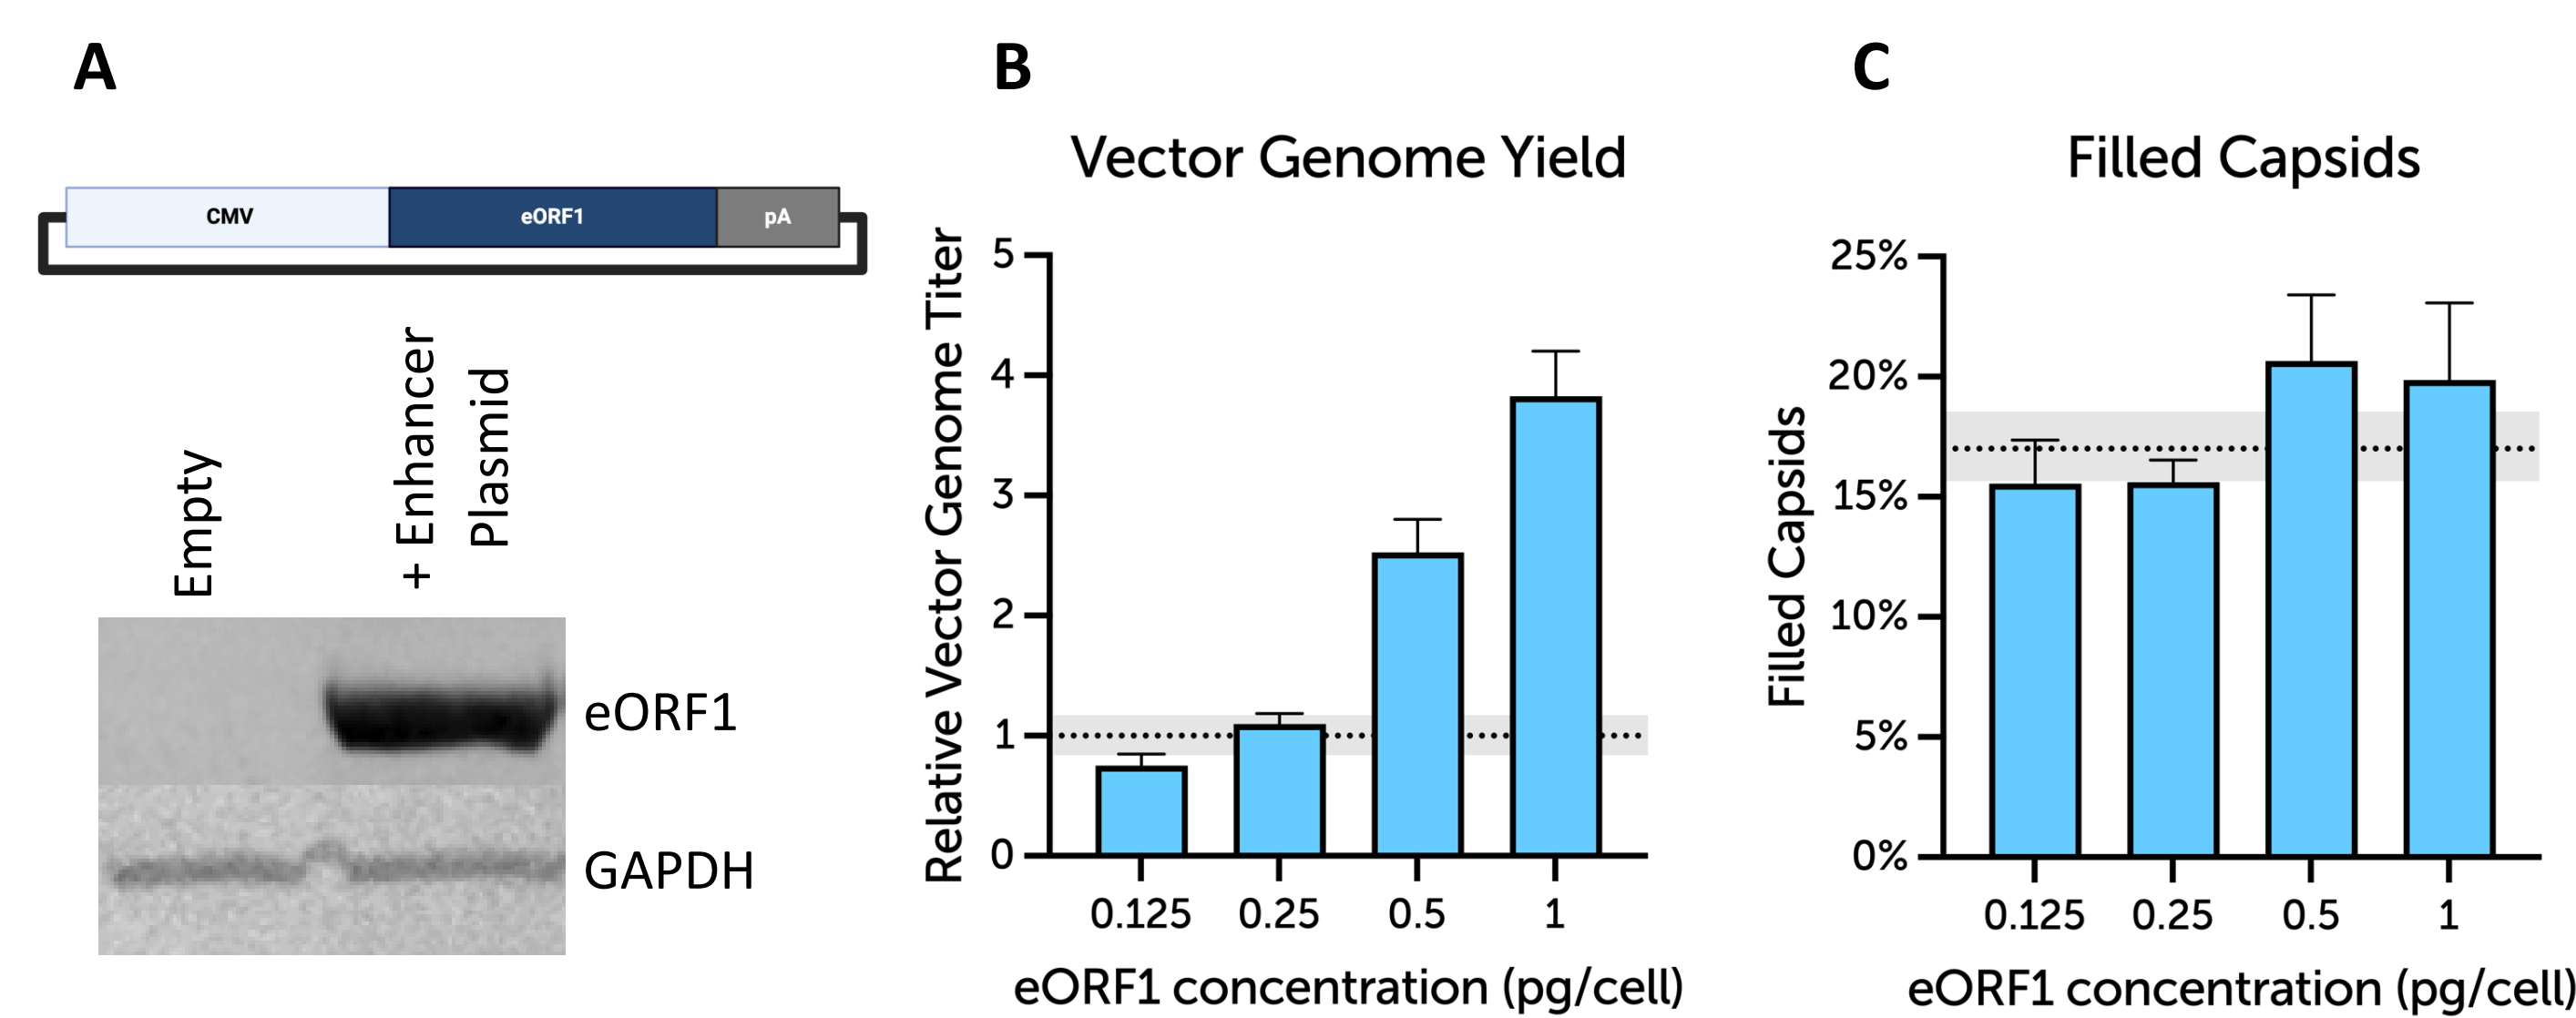 A
CMV
eORF1
pA
Empty
+ Enhancer
Plasmid
eORF1
GAPDH
B
Vector Genome Yield
Relative Vector Genome Titer
5
4
3
2
1
0
0.125
0.25
0.5
1
eORF1 concentration (pg/cell)
C
Filled Capsids
Filled Capsids
25%
20%
15%
10%
5%
0%
0.125
0.25
0.5
1
eORF1 concentration (pg/cell)